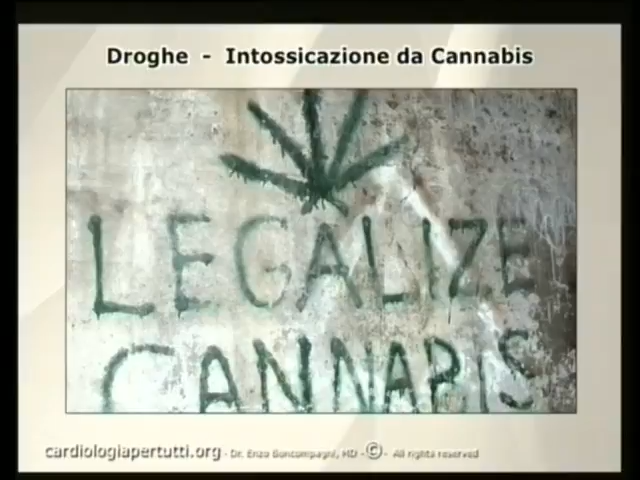 Droghe - Intossicazione da Cannabis
LEGALIZE
CANNABIS
cardiologiapertutti.org - Dr. Enzo Boncompagni, MD - © - All rights reserved